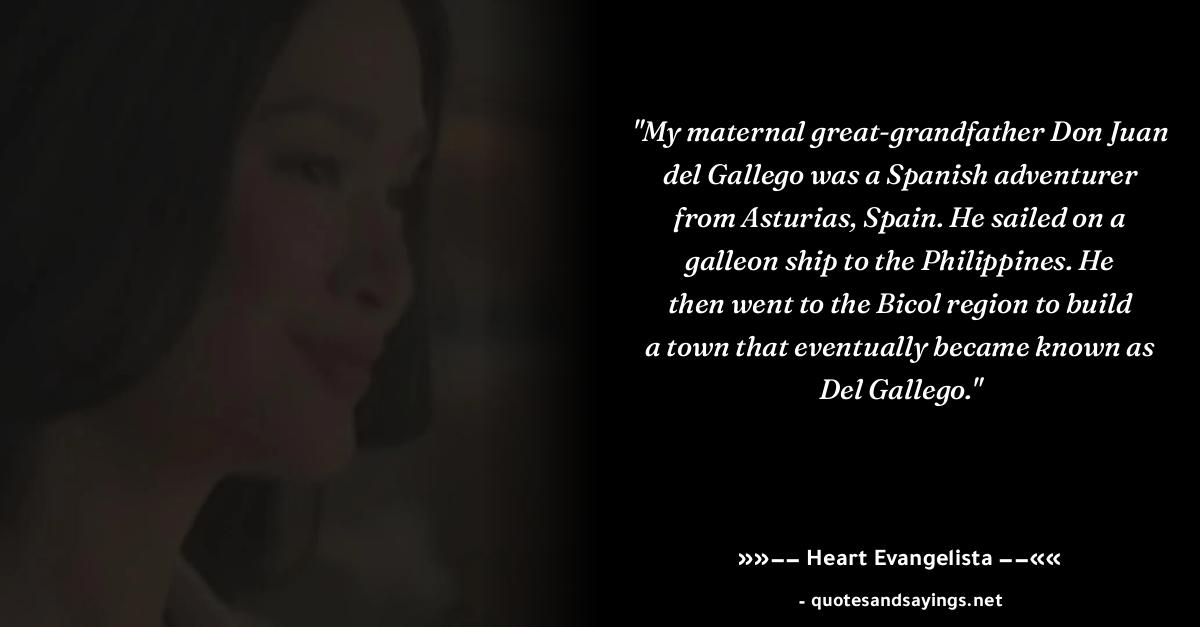 "My maternal great-grandfather Don Juan
del Gallego was a Spanish adventurer
from Asturias, Spain. He sailed on a
galleon ship to the Philippines. He
then went to the Bicol region to build
a town that eventually became known as
Del Gallego."
»»−− Heart Evangelista −−««
- quotesandsayings.net